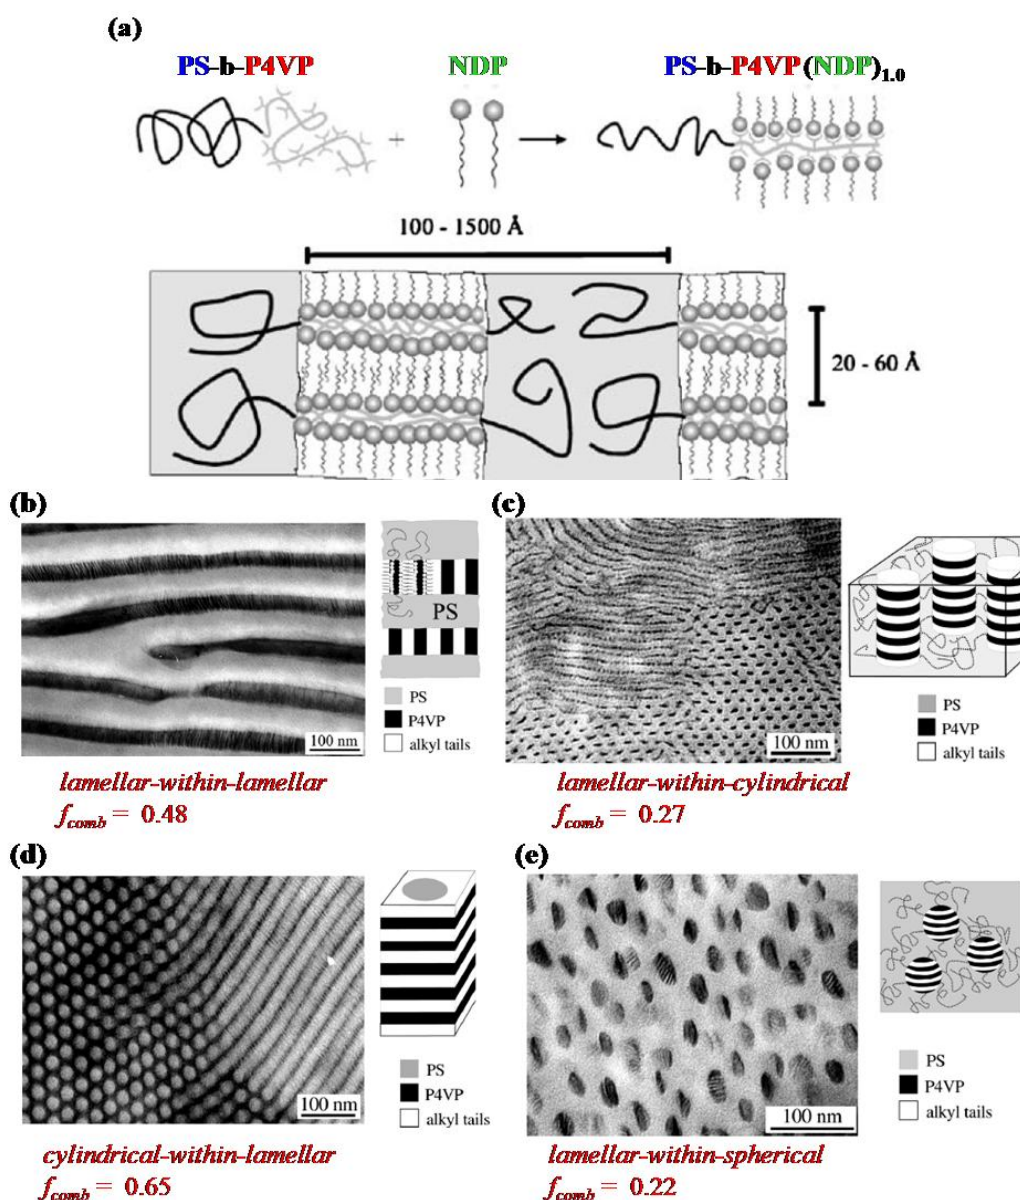 (a)
PS-b-P4VP NDP PS-b-P4VP(NDP)1.0
+
100 - 1500 Å
20 - 60 Å
(b)
PS
PS
P4VP
alkyl tails
100 nm
lamellar-within-lamellar
fcomb = 0.48
(c)
PS
P4VP
alkyl tails
100 nm
lamellar-within-cylindrical
fcomb = 0.27
(d)
PS
P4VP
alkyl tails
100 nm
cylindrical-within-lamellar
fcomb = 0.65
(e)
PS
P4VP
alkyl tails
100 nm
lamellar-within-spherical
fcomb = 0.22